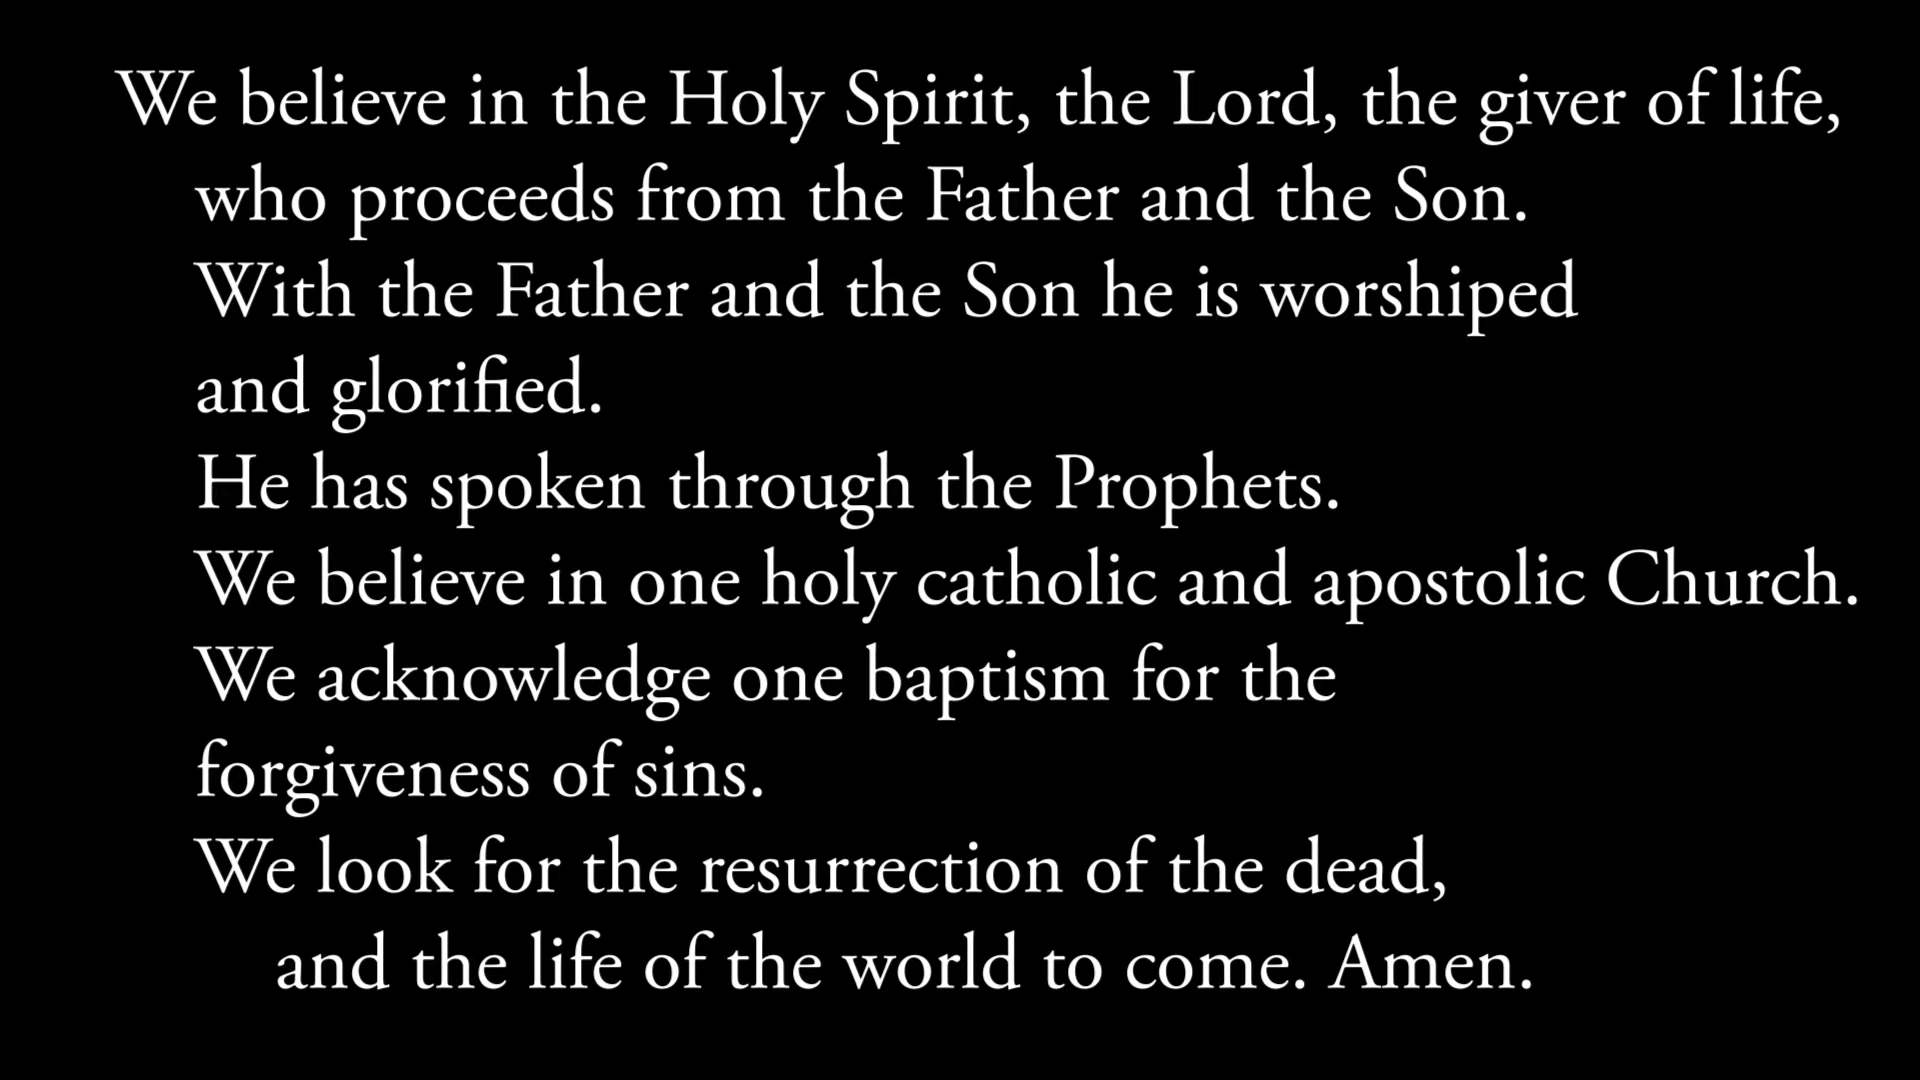 We believe in the Holy Spirit, the Lord, the giver of life,
who proceeds from the Father and the Son.
With the Father and the Son he is worshiped
and glorified.
He has spoken through the Prophets.
We believe in one holy catholic and apostolic Church.
We acknowledge one baptism for the
forgiveness of sins.
We look for the resurrection of the dead,
and the life of the world to come. Amen.